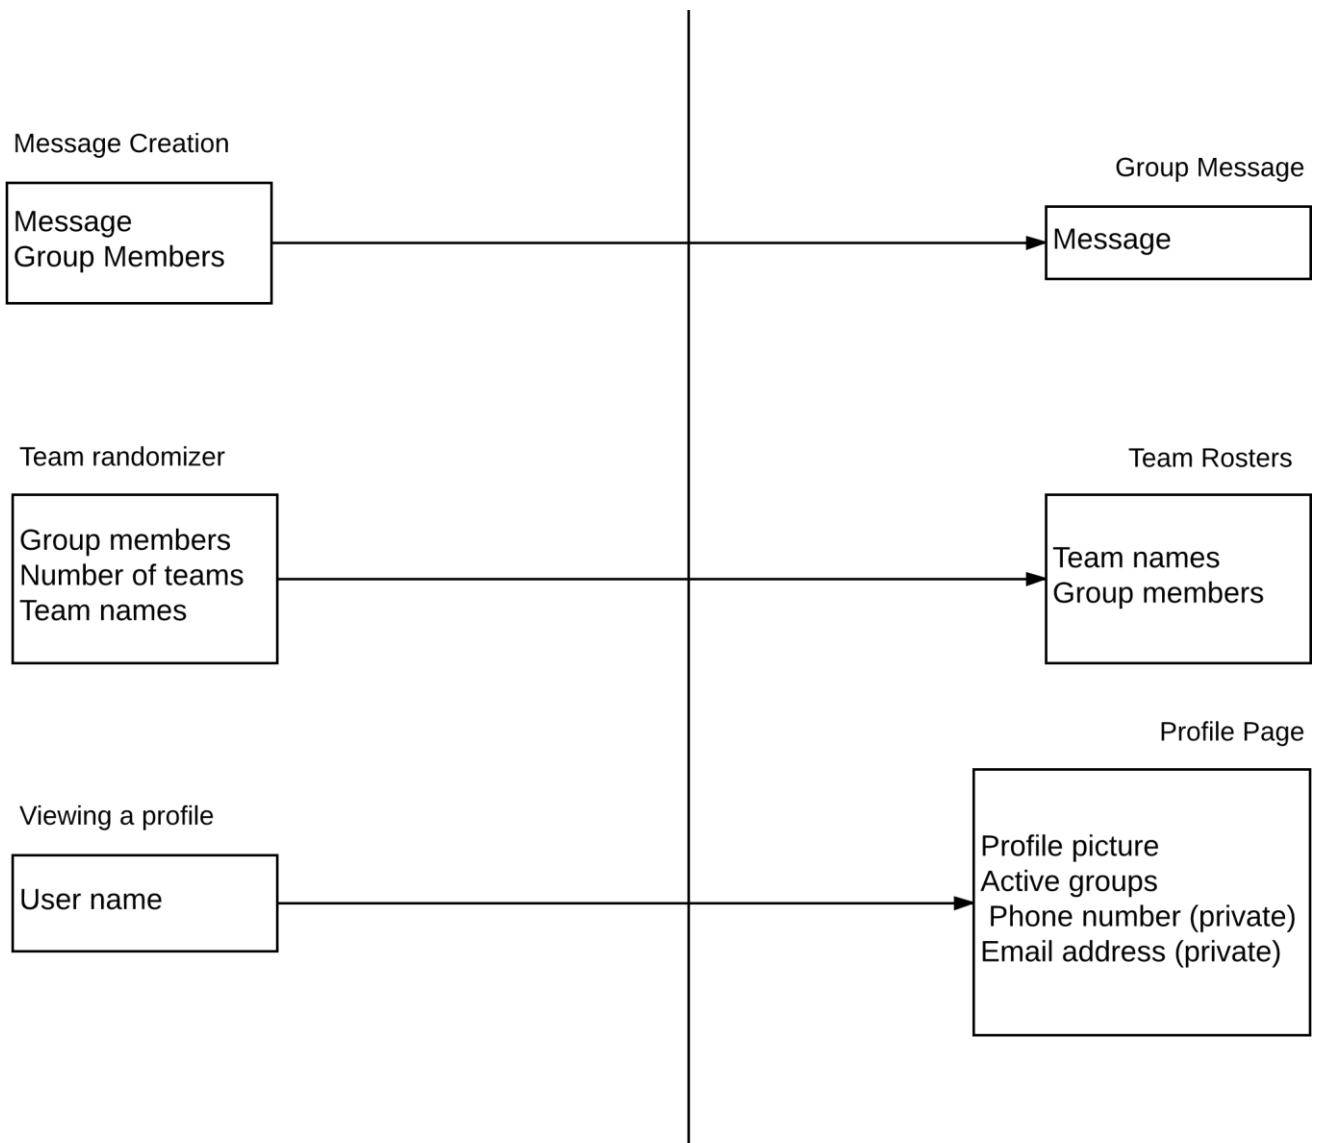 Message Creation
Message
Group Members
Group Message
Message
Team randomizer
Group members
Number of teams
Team names
Team Rosters
Team names
Group members
Viewing a profile
User name
Profile Page
Profile picture
Active groups
Phone number (private)
Email address (private)